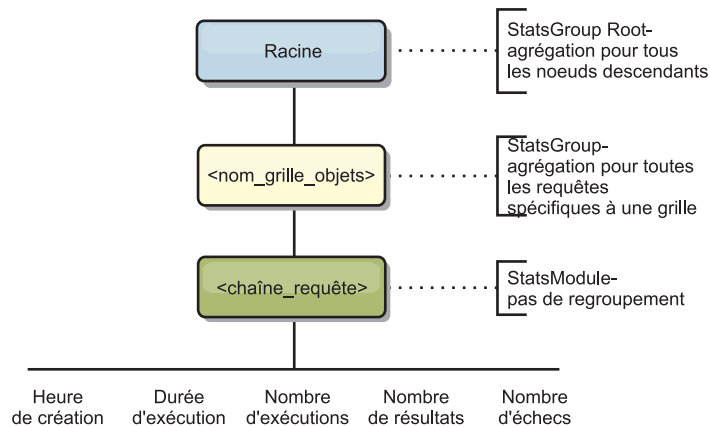 Racine
StatsGroup Root-
agrégation pour tous
les noeuds descendants
<nom_grille_objets>
StatsGroup-
agrégation pour toutes
les requêtes
spécifiques à une grille
<chaîne_requête>
StatsModule-
pas de regroupement
Heure
de création
Durée
d'exécution
Nombre
d'exécutions
Nombre
de résultats
Nombre
d'échecs